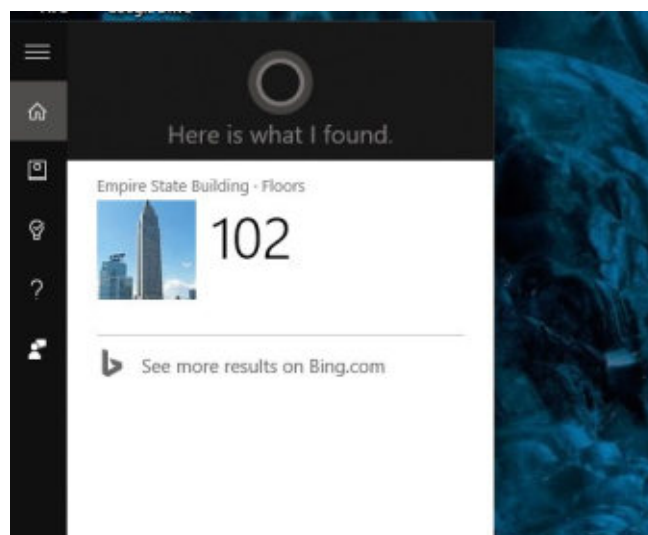 Here is what I found.
Empire State Building · Floors
102
See more results on Bing.com